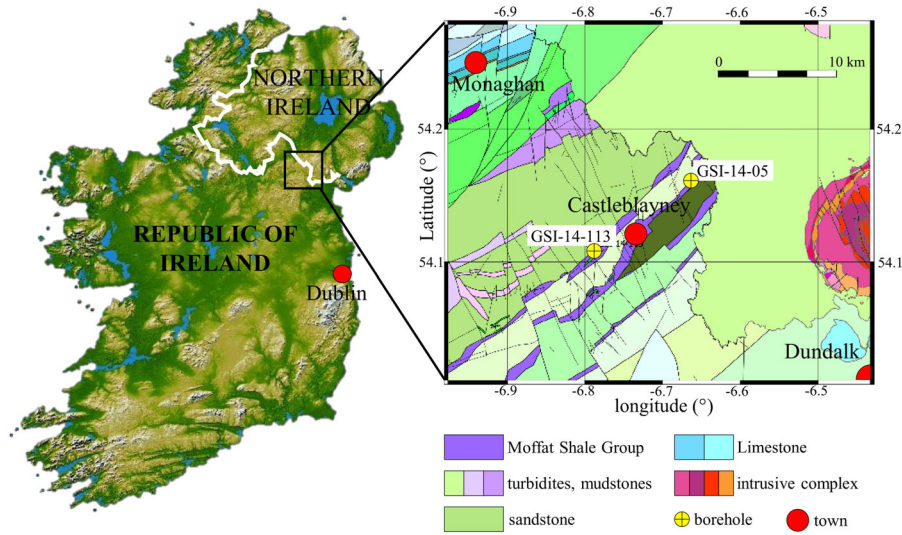 NORTHERN
IRELAND
REPUBLIC OF
IRELAND
Dublin
-6.9 -6.8 -6.7 -6.6 -6.5
0 10 km
Monaghan
54.2 54.2
GSI-14-05
Castleblayney
GSI-14-113
Latitude (°)
54.1 54.1
Dundalk
-6.9 -6.8 -6.7 -6.6 -6.5
longitude (°)
Moffat Shale Group Limestone
turbidites, mudstones intrusive complex
sandstone borehole town